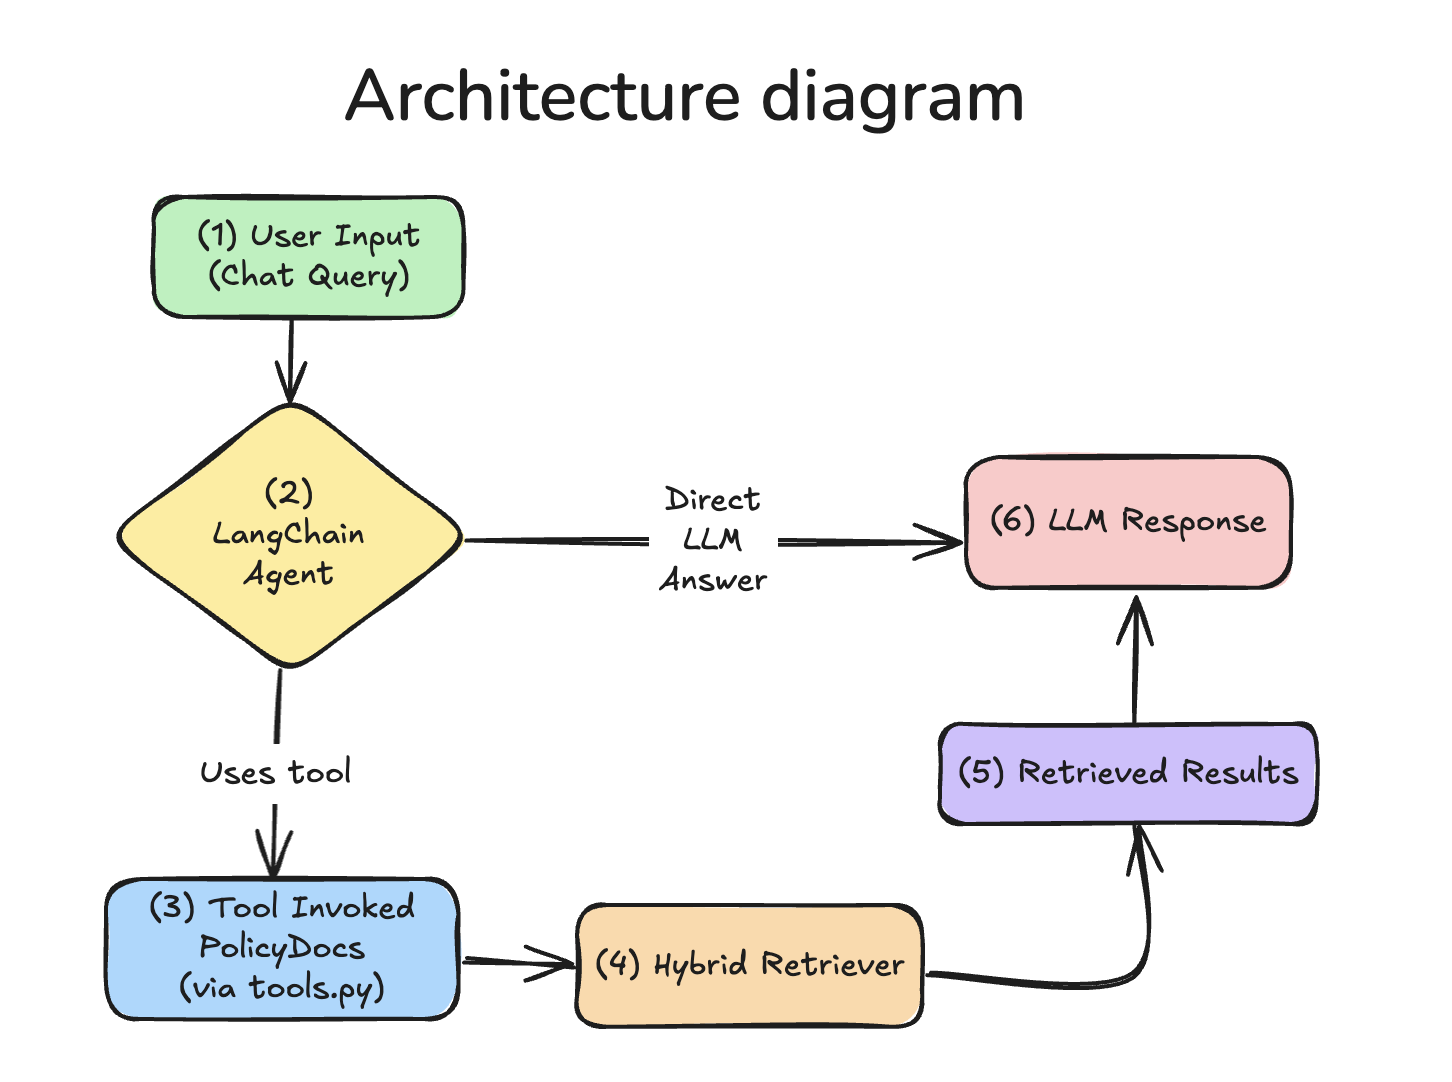 Architecture diagram
(1) User Input
(Chat Query)
(2)
LangChain
Agent
Direct
LLM
Answer
(6) LLM Response
Uses tool
(5) Retrieved Results
(3) Tool Invoked
PolicyDocs
(via tools.py)
(4) Hybrid Retriever